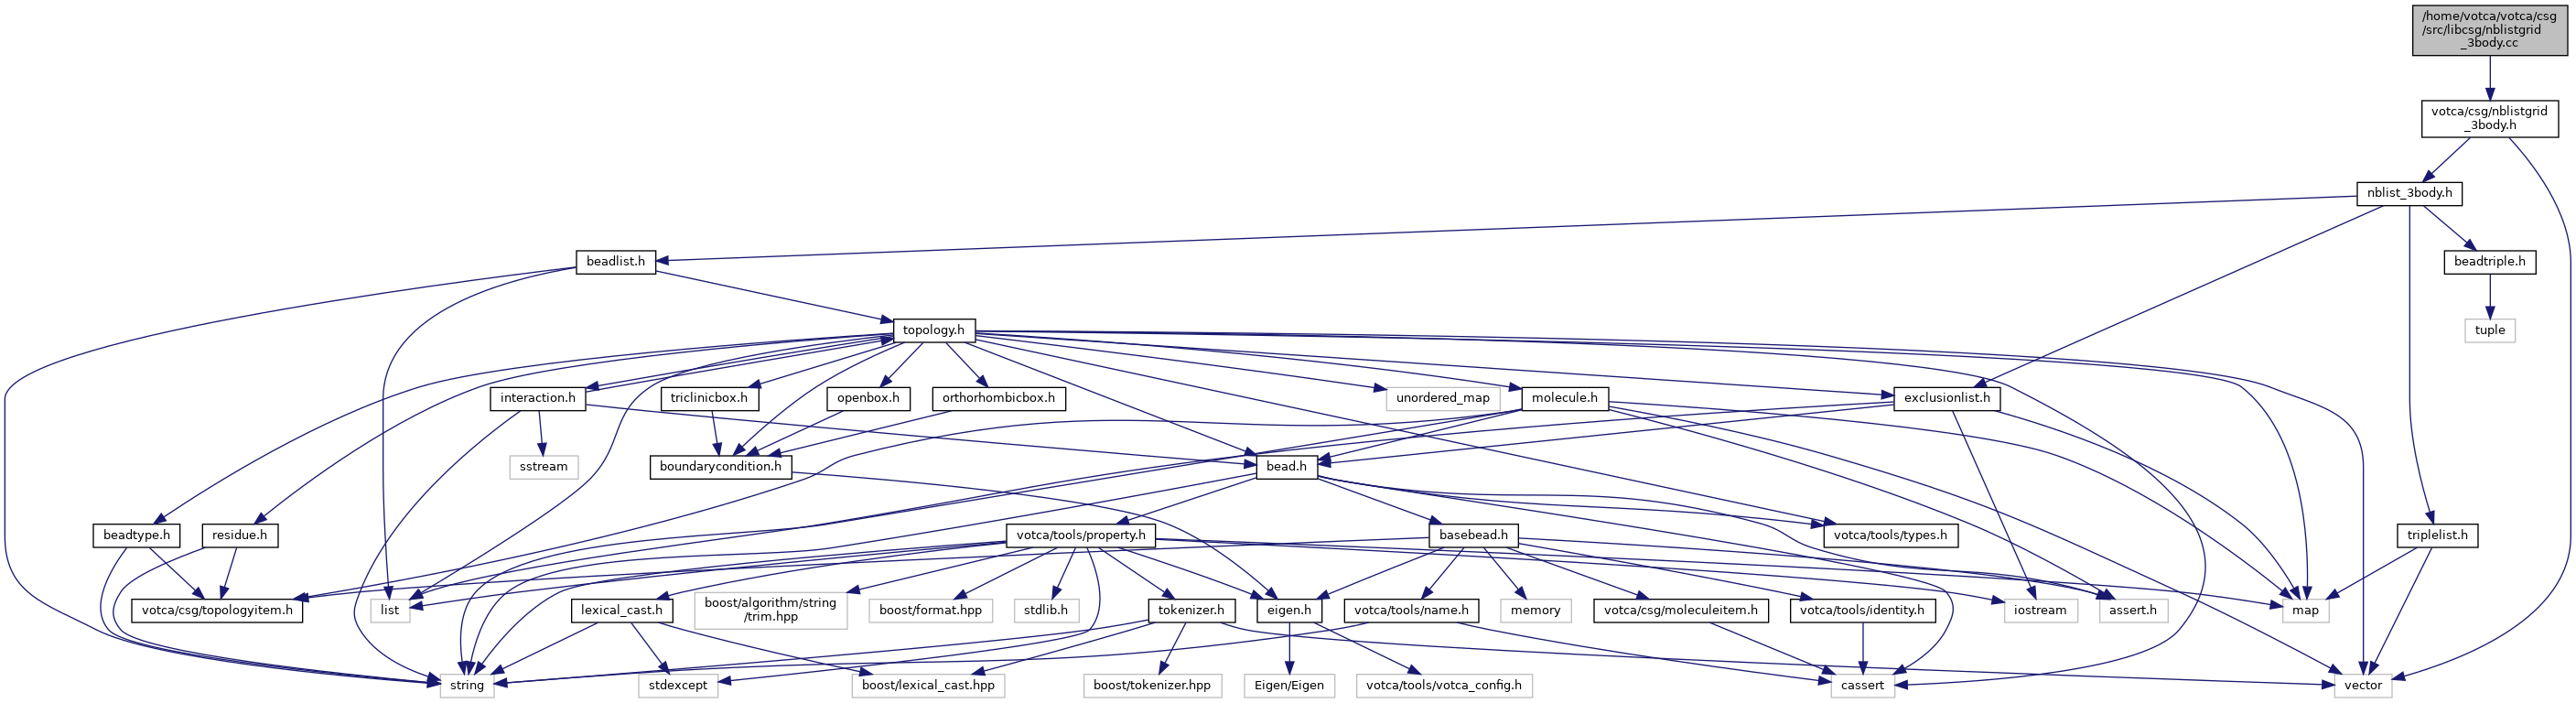 /home/votca/votca/csg
/src/libcsg/nblistgrid
_3body.cc
votca/csg/nblistgrid
_3body.h
nblist_3body.h
beadlist.h
beadtriple.h
topology.h
tuple
interaction.h
triclinicbox.h
openbox.h
orthorhombicbox.h
unordered_map
molecule.h
exclusionlist.h
sstream
boundarycondition.h
bead.h
beadtype.h
residue.h
votca/tools/property.h
basebead.h
votca/tools/types.h
triplelist.h
votca/csg/topologyitem.h
list
lexical_cast.h
boost/algorithm/string
/trim.hpp
boost/format.hpp
stdlib.h
tokenizer.h
eigen.h
votca/tools/name.h
memory
votca/csg/moleculeitem.h
votca/tools/identity.h
iostream
assert.h
map
string
stdexcept
boost/lexical_cast.hpp
boost/tokenizer.hpp
Eigen/Eigen
votca/tools/votca_config.h
cassert
vector